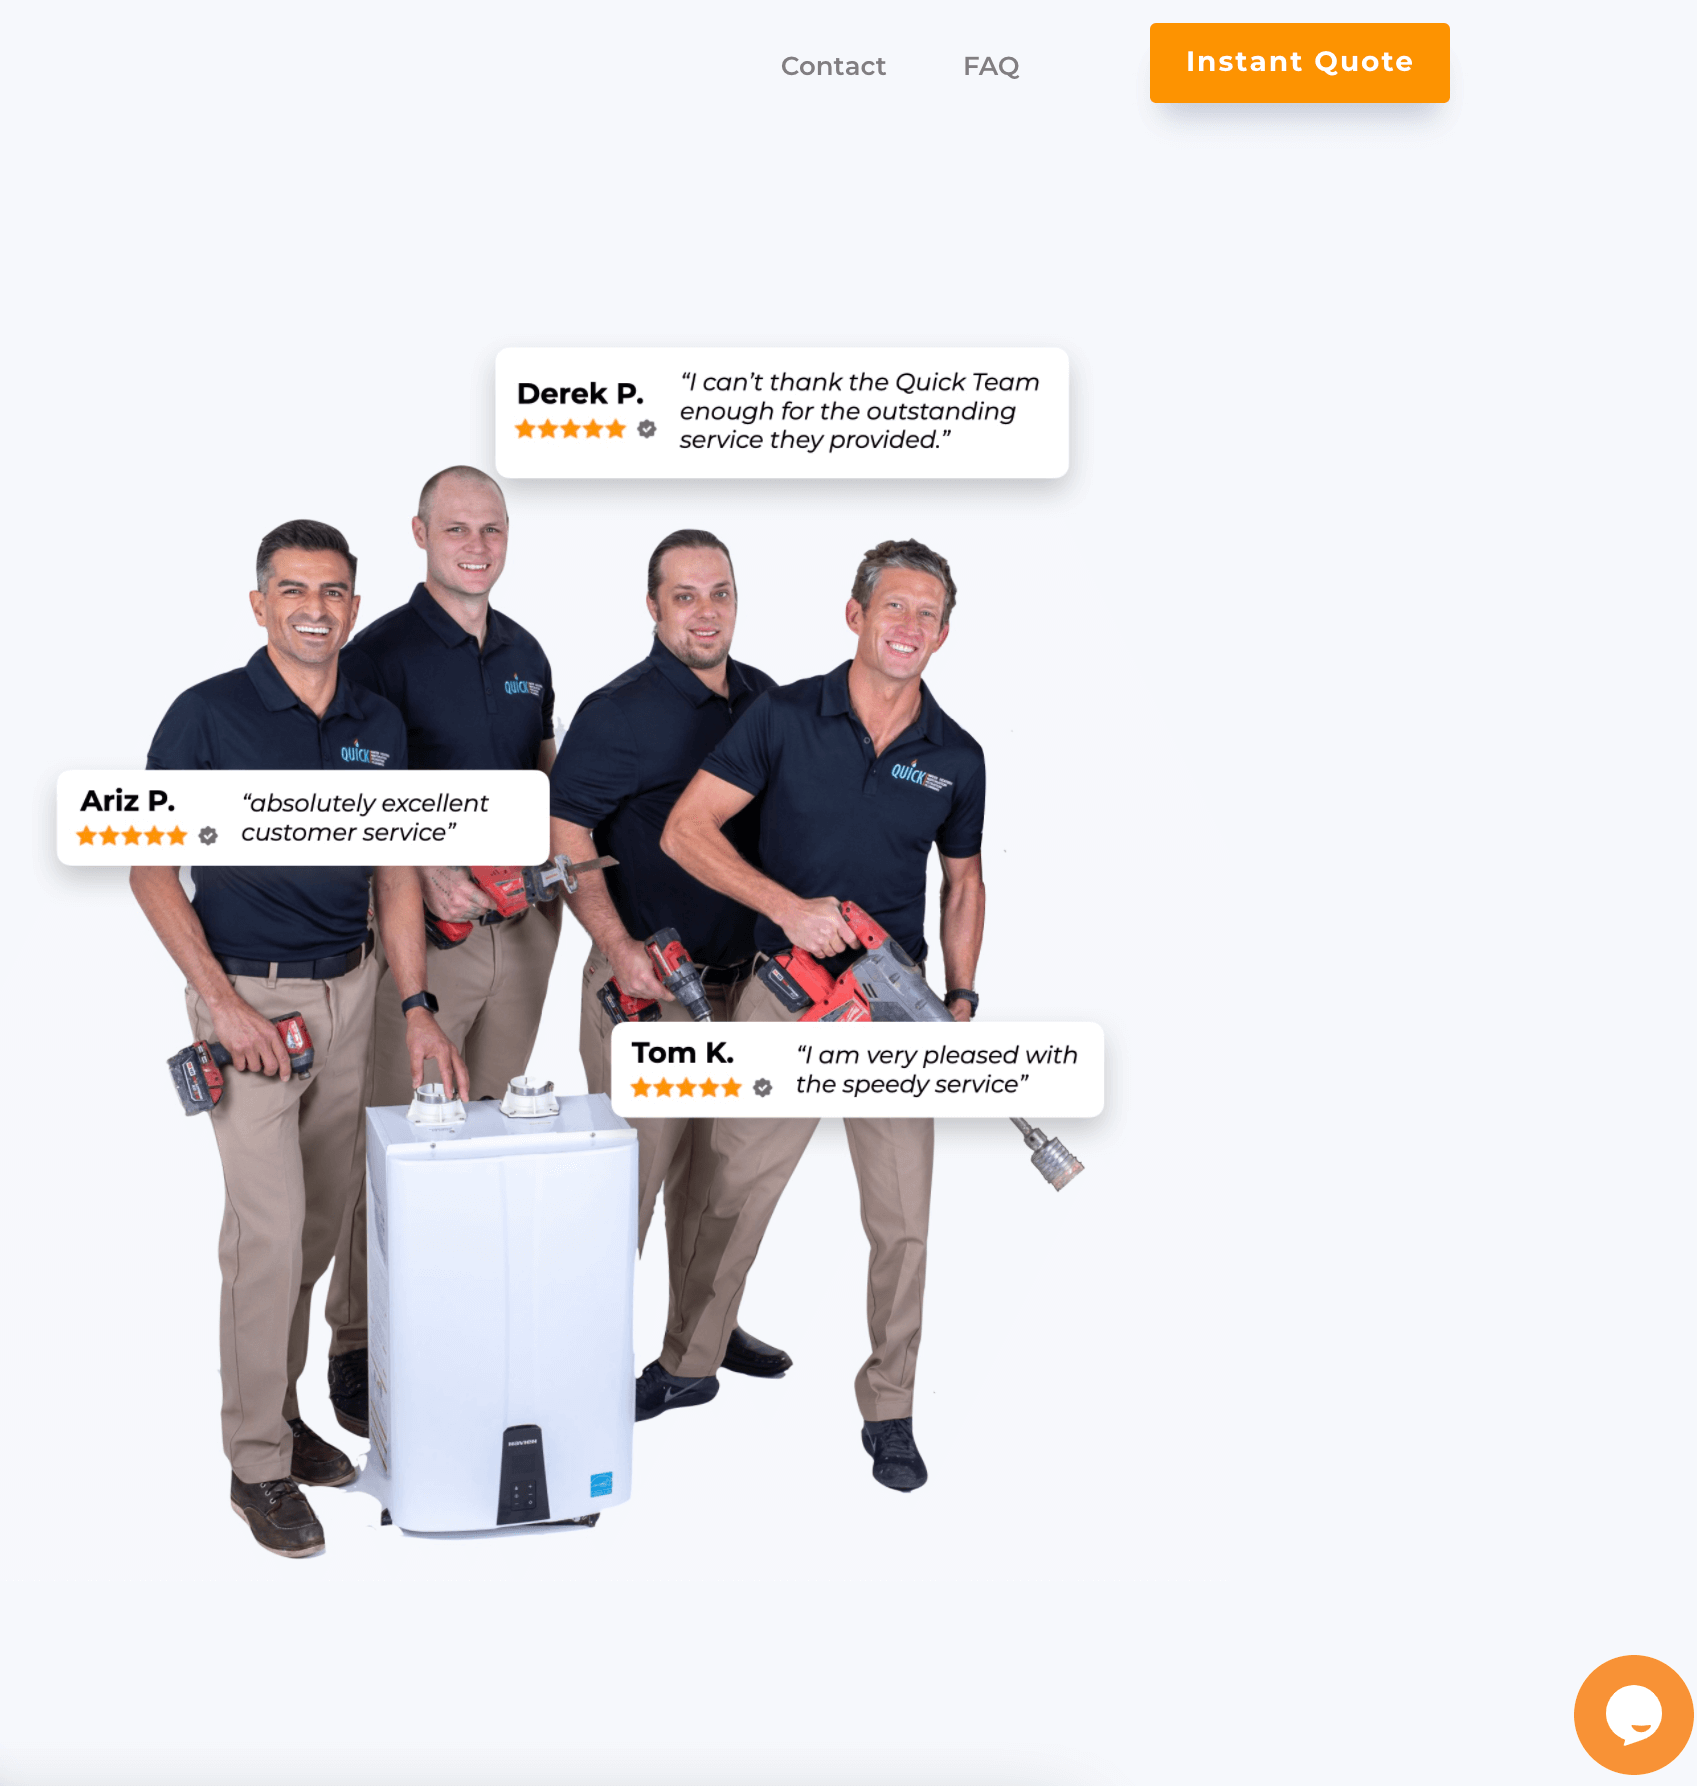 Contact
FAQ
Instant Quote
Derek P.
“I can’t thank the Quick Team
enough for the outstanding
service they provided.”
QUICK
QUICK
QUICK
Ariz P.
“absolutely excellent
customer service”
Tom K.
“I am very pleased with
the speedy service”
NAVIEN